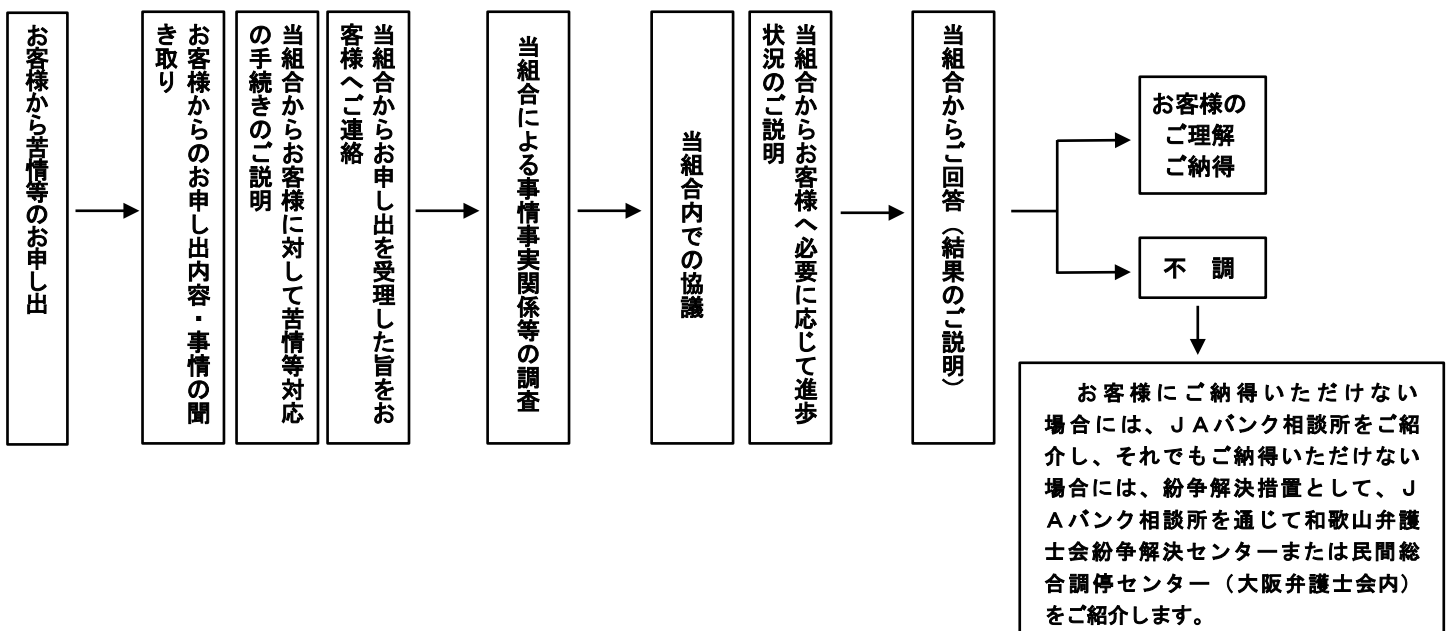 お客様から苦情等のお申し出
お客様からのお申し出内容・事情の聞
き取り
当組合からお客様に対して苦情等対応
の手続きのご説明
当組合からお申し出を受理した旨をお
客様へご連絡
当組合による事情事実関係等の調査
当組合内での協議
当組合からお客様へ必要に応じて進歩
状況のご説明
当組合からご回答（結果のご説明）
お客様の
ご理解
ご納得
不　調
お客様にご納得いただけない
場合には、ＪＡバンク相談所をご紹
介し、それでもご納得いただけない
場合には、紛争解決措置として、Ｊ
Ａバンク相談所を通じて和歌山弁護
士会紛争解決センターまたは民間総
合調停センター（大阪弁護士会内）
をご紹介します。